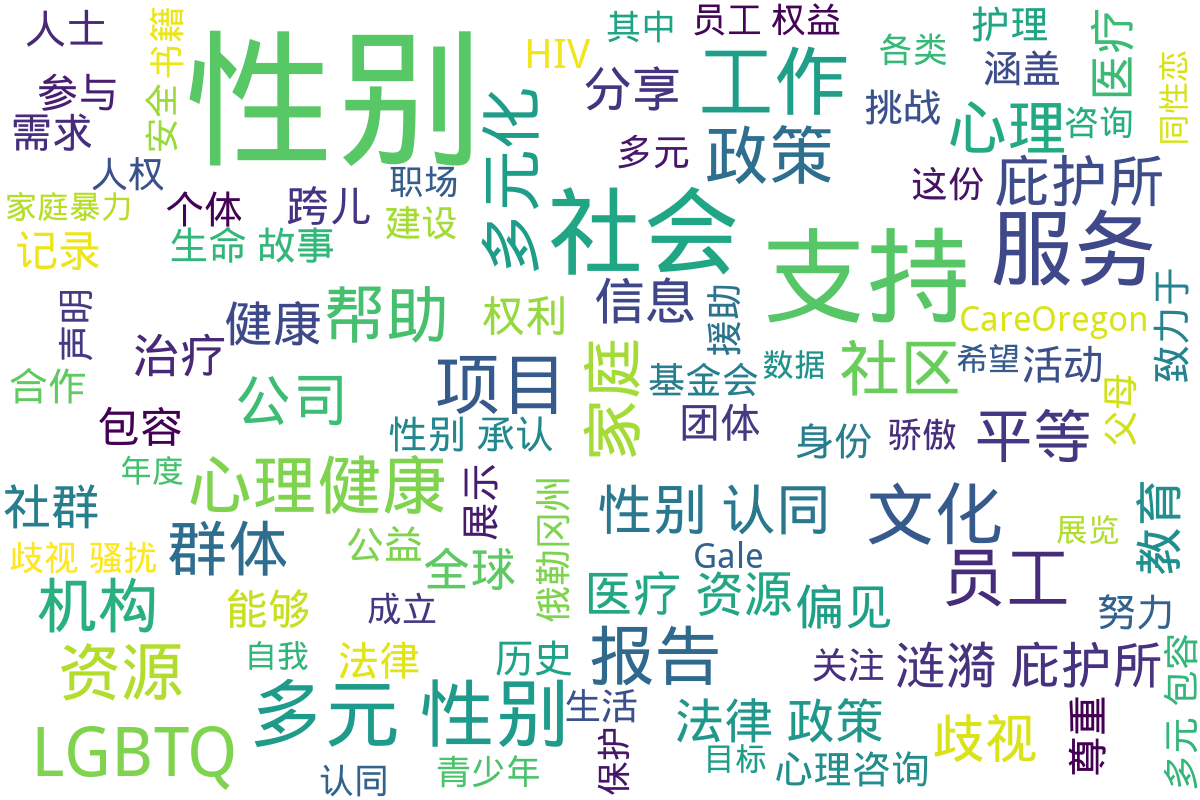 人士
安全 书籍
性别
HIV
其中
员工 权益
各类
护理
医疗
同性恋
参与
分享
工作
涵盖
挑战
需求
多元化
政策
心理
咨询
多元
人权
职场
这份
庇护所
家庭暴力
个体
跨儿
建设
社会
支持
服务
记录
生命 故事
声明
健康
帮助
权利
信息
援助
CareOregon
致力于
治疗
合作
公司
项目
家庭
基金会
数据
社区
希望
活动
父母
包容
性别 承认
团体
身份
骄傲
平等
年度
心理健康
展示
俄勒冈州
性别 认同
文化
教育
社群
歧视 骚扰
群体
公益
全球
Gale
展览
员工
机构
能够
成立
医疗 资源
偏见
努力
资源
自我
法律
历史
报告
关注
涟漪 庇护所
多元 包容
多元 性别
生活
法律 政策
歧视
尊重
LGBTQ
认同
青少年
保护
目标
心理咨询